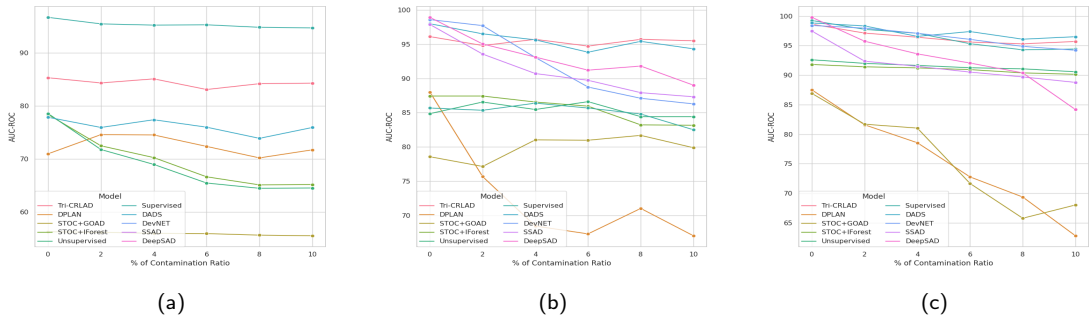 AUC-ROC
90
80
70
60
Model
Tri-CRLAD
DPLAN
STOC+GOAD
STOC+IForest
Unsupervised
Supervised
DADS
DevNET
SSAD
DeepSAD
0 2 4 6 8 10
% of Contamination Ratio
(a)
AUC-ROC
100
95
90
85
80
75
70
Model
Tri-CRLAD
DPLAN
STOC+GOAD
STOC+IForest
Unsupervised
Supervised
DADS
DevNET
SSAD
DeepSAD
0 2 4 6 8 10
% of Contamination Ratio
(b)
AUC-ROC
100
95
90
85
80
75
70
65
Model
Tri-CRLAD
DPLAN
STOC+GOAD
STOC+IForest
Unsupervised
Supervised
DADS
DevNET
SSAD
DeepSAD
0 2 4 6 8 10
% of Contamination Ratio
(c)